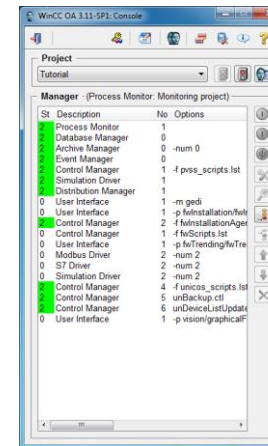 WinCC OA 3.11-SP1: Console
Project
Tutorial
Manager - (Process Monitor: Monitoring project)
St Description No Options
2 Process Monitor 1
2 Database Manager 0
2 Archive Manager 0 -num 0
2 Event Manager 0
2 Control Manager 1 -f pvss_scripts.lst
2 Simulation Driver 1
2 Distribution Manager 1
0 User Interface 1 -m gedi
0 User Interface 1 -p fwInstallation/fwIr
2 Control Manager 2 -f fwInstallationAger
0 Control Manager 1 -f fwScripts.lst
0 User Interface 1 -p fwTrending/fwTre
0 Modbus Driver 2 -num 2
0 S7 Driver 2 -num 2
0 Simulation Driver 2 -num 2
2 Control Manager 4 -f unicos_scripts.lst
2 Control Manager 5 unBackup.ctl
2 Control Manager 6 unDeviceListUpdate
0 User Interface 1 -p vision/graphicalF